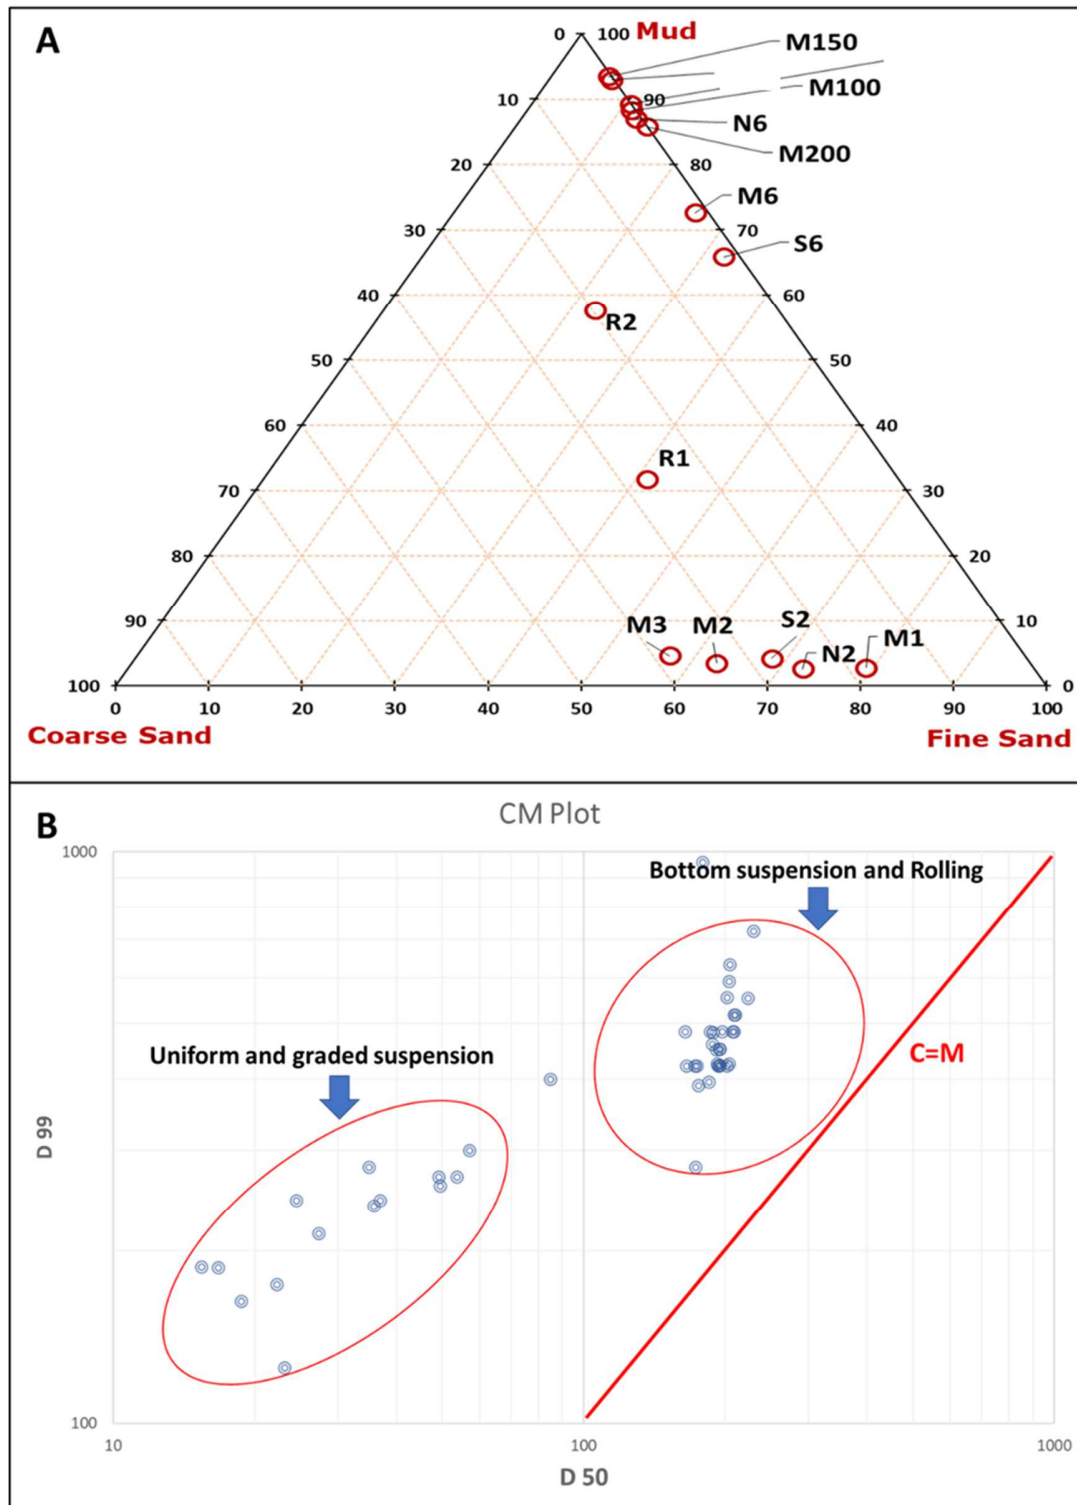 A
0 100 Mud
M150
10 90 M100
N6
20 80 M200
M6
30 70
S6
40 60
R2
50 50
60 40
R1
70 30
80 20
90 10
M3 M2 S2 N2 M1
100 0
0 10 20 30 40 50 60 70 80 90 100
Coarse Sand Fine Sand
B
CM Plot
1000
Bottom suspension and Rolling
Uniform and graded suspension
C=M
D 99
100
10 100 1000
D 50